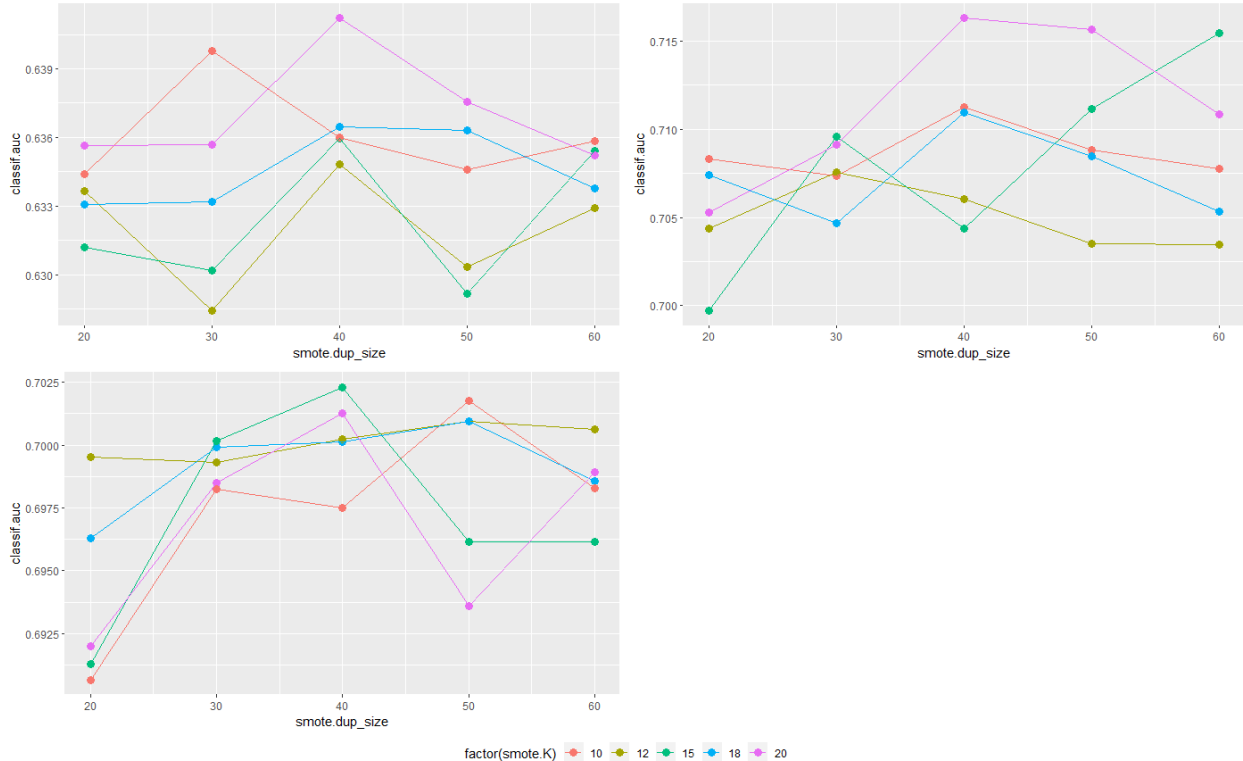 classif.auc
0.639
0.636
0.633
0.630
20 30 40 50 60
smote.dup_size
classif.auc
0.715
0.710
0.705
0.700
20 30 40 50 60
smote.dup_size
classif.auc
0.7025
0.7000
0.6975
0.6950
0.6925
20 30 40 50 60
smote.dup_size
factor(smote.K) 10 12 15 18 20